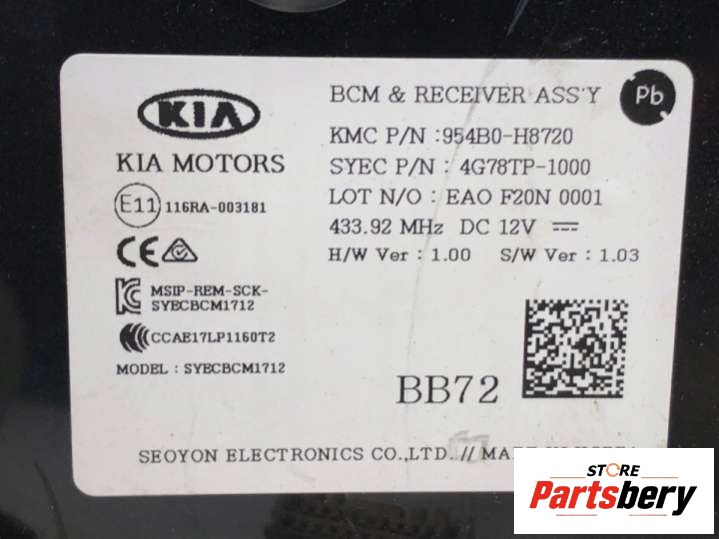 KIA
KIA MOTORS
E11 116RA-003181
CE
MSIP-REM-SCK-
SYECBCM1712
CCAE17LP1160T2
MODEL : SYECBCM1712
BCM & RECEIVER ASS'Y
Pb
KMC P/N :954B0-H8720
SYEC P/N : 4G78TP-1000
LOT N/O : EAO F20N 0001
433.92 MHz DC 12V
H/W Ver : 1.00 S/W Ver : 1.03
BB72
SEOYON ELECTRONICS CO.,LTD. //
STORE
Partsbery